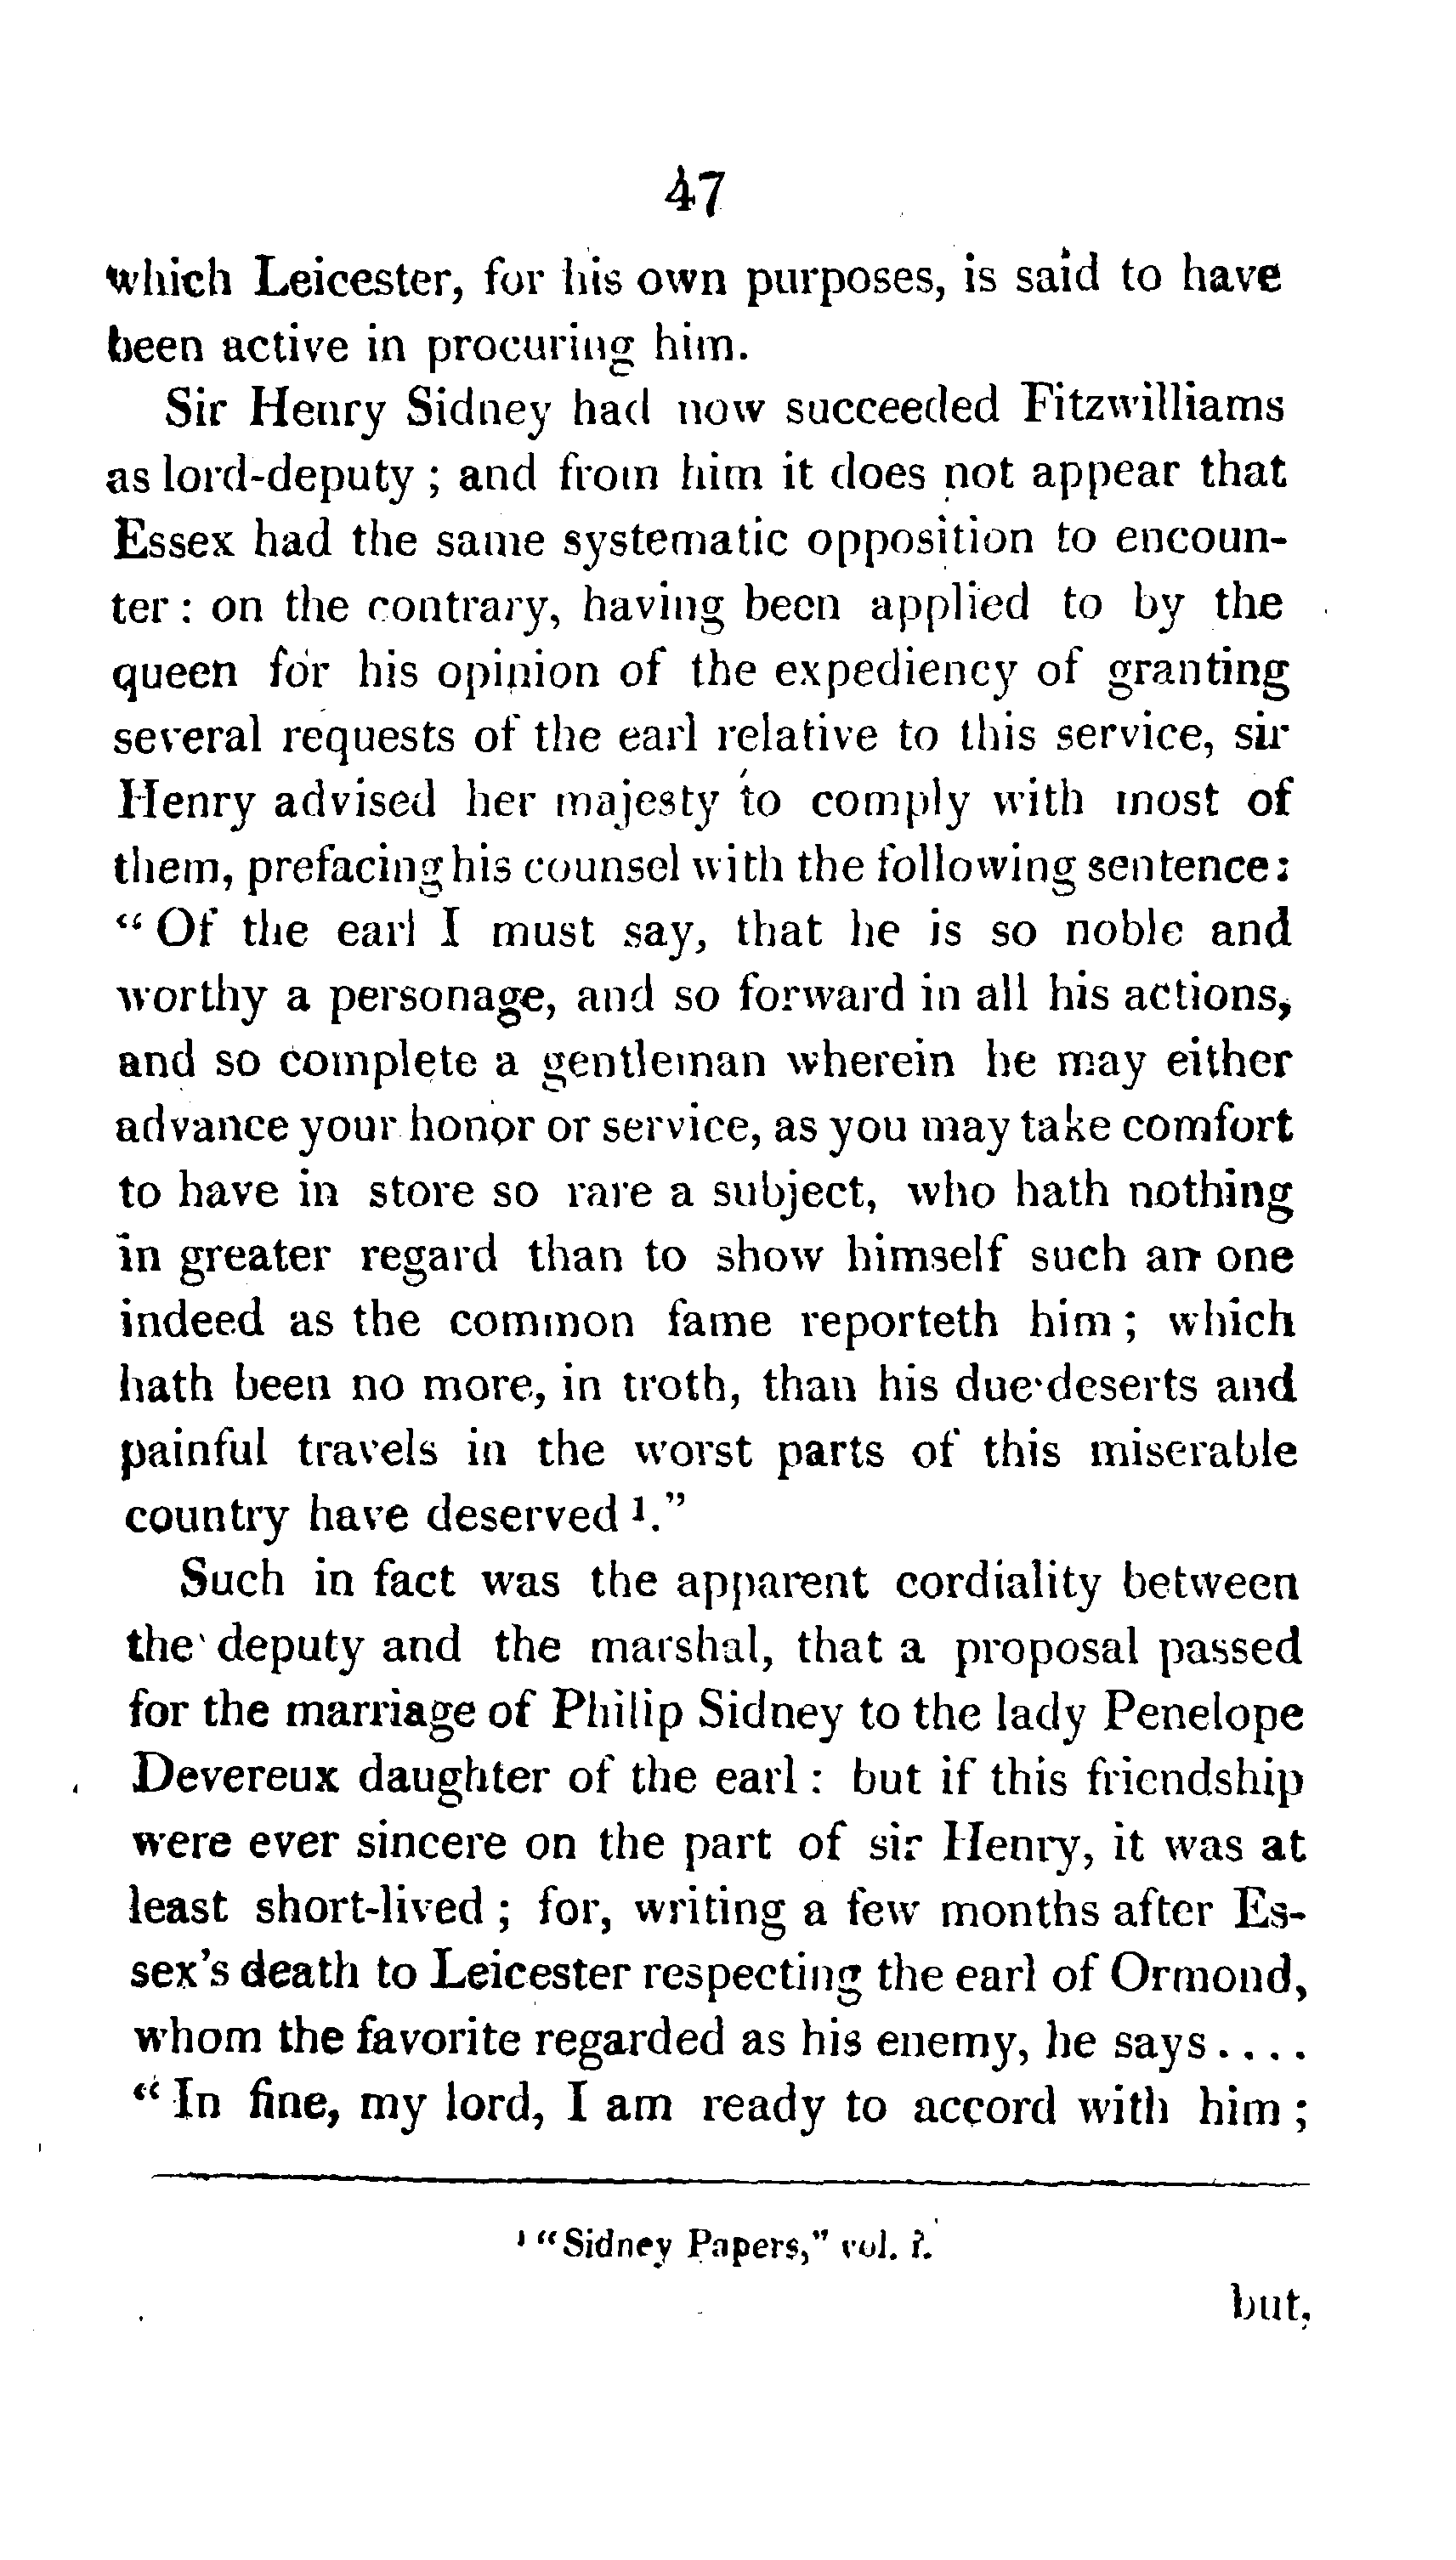 47
which Leicester, for his own purposes, is said to have
been active in procuring him.
Sir Henry Sidney had now succeeded Fitzwilliams
as lord-deputy ; and from him it does not appear that
Essex had the same systematic opposition to encoun-
ter : on the contrary, having been applied to by the
queen for his opinion of the expediency of granting
several requests of the earl relative to this service, sir
Henry advised her majesty to comply with most of
them, prefacing his counsel with the following sentence :
“ Of the earl I must say, that he is so noble and
worthy a personage, and so forward in all his actions,
and so complete a gentleman wherein he may either
advance your honor or service, as you may take comfort
to have in store so rare a subject, who hath nothing
in greater regard than to show himself such an one
indeed as the common fame reporteth him ; which
hath been no more, in troth, than his due deserts and
painful travels in the worst parts of this miserable
country have deserved ¹.”
Such in fact was the apparent cordiality between
the deputy and the marshal, that a proposal passed
for the marriage of Philip Sidney to the lady Penelope
Devereux daughter of the earl : but if this friendship
were ever sincere on the part of sir Henry, it was at
least short-lived ; for, writing a few months after Es-
sex's death to Leicester respecting the earl of Ormond,
whom the favorite regarded as his enemy, he says . . . .
“ In fine, my lord, I am ready to accord with him ;
¹ “Sidney Papers,” vol. i.
but,